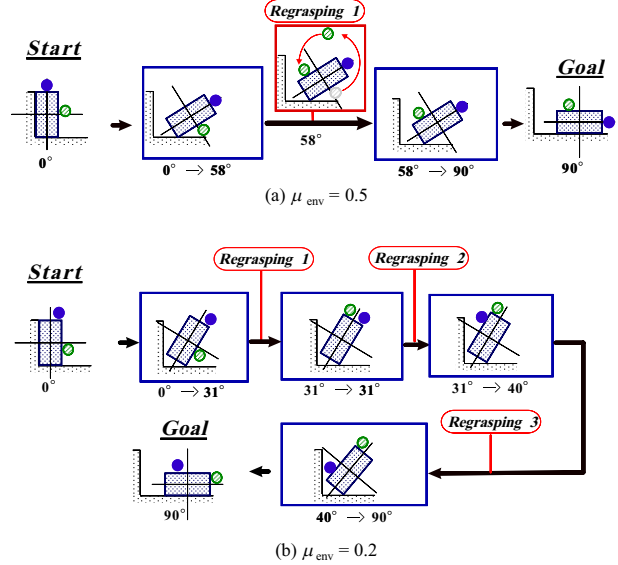 Regrasping 1
Start
Goal
0°
0° → 58°
58°
58° → 90°
90°
(a) μ env = 0.5
Start
Regrasping 1
Regrasping 2
0°
0° → 31°
31° → 31°
31° → 40°
Goal
Regrasping 3
90°
40° → 90°
(b) μ env = 0.2